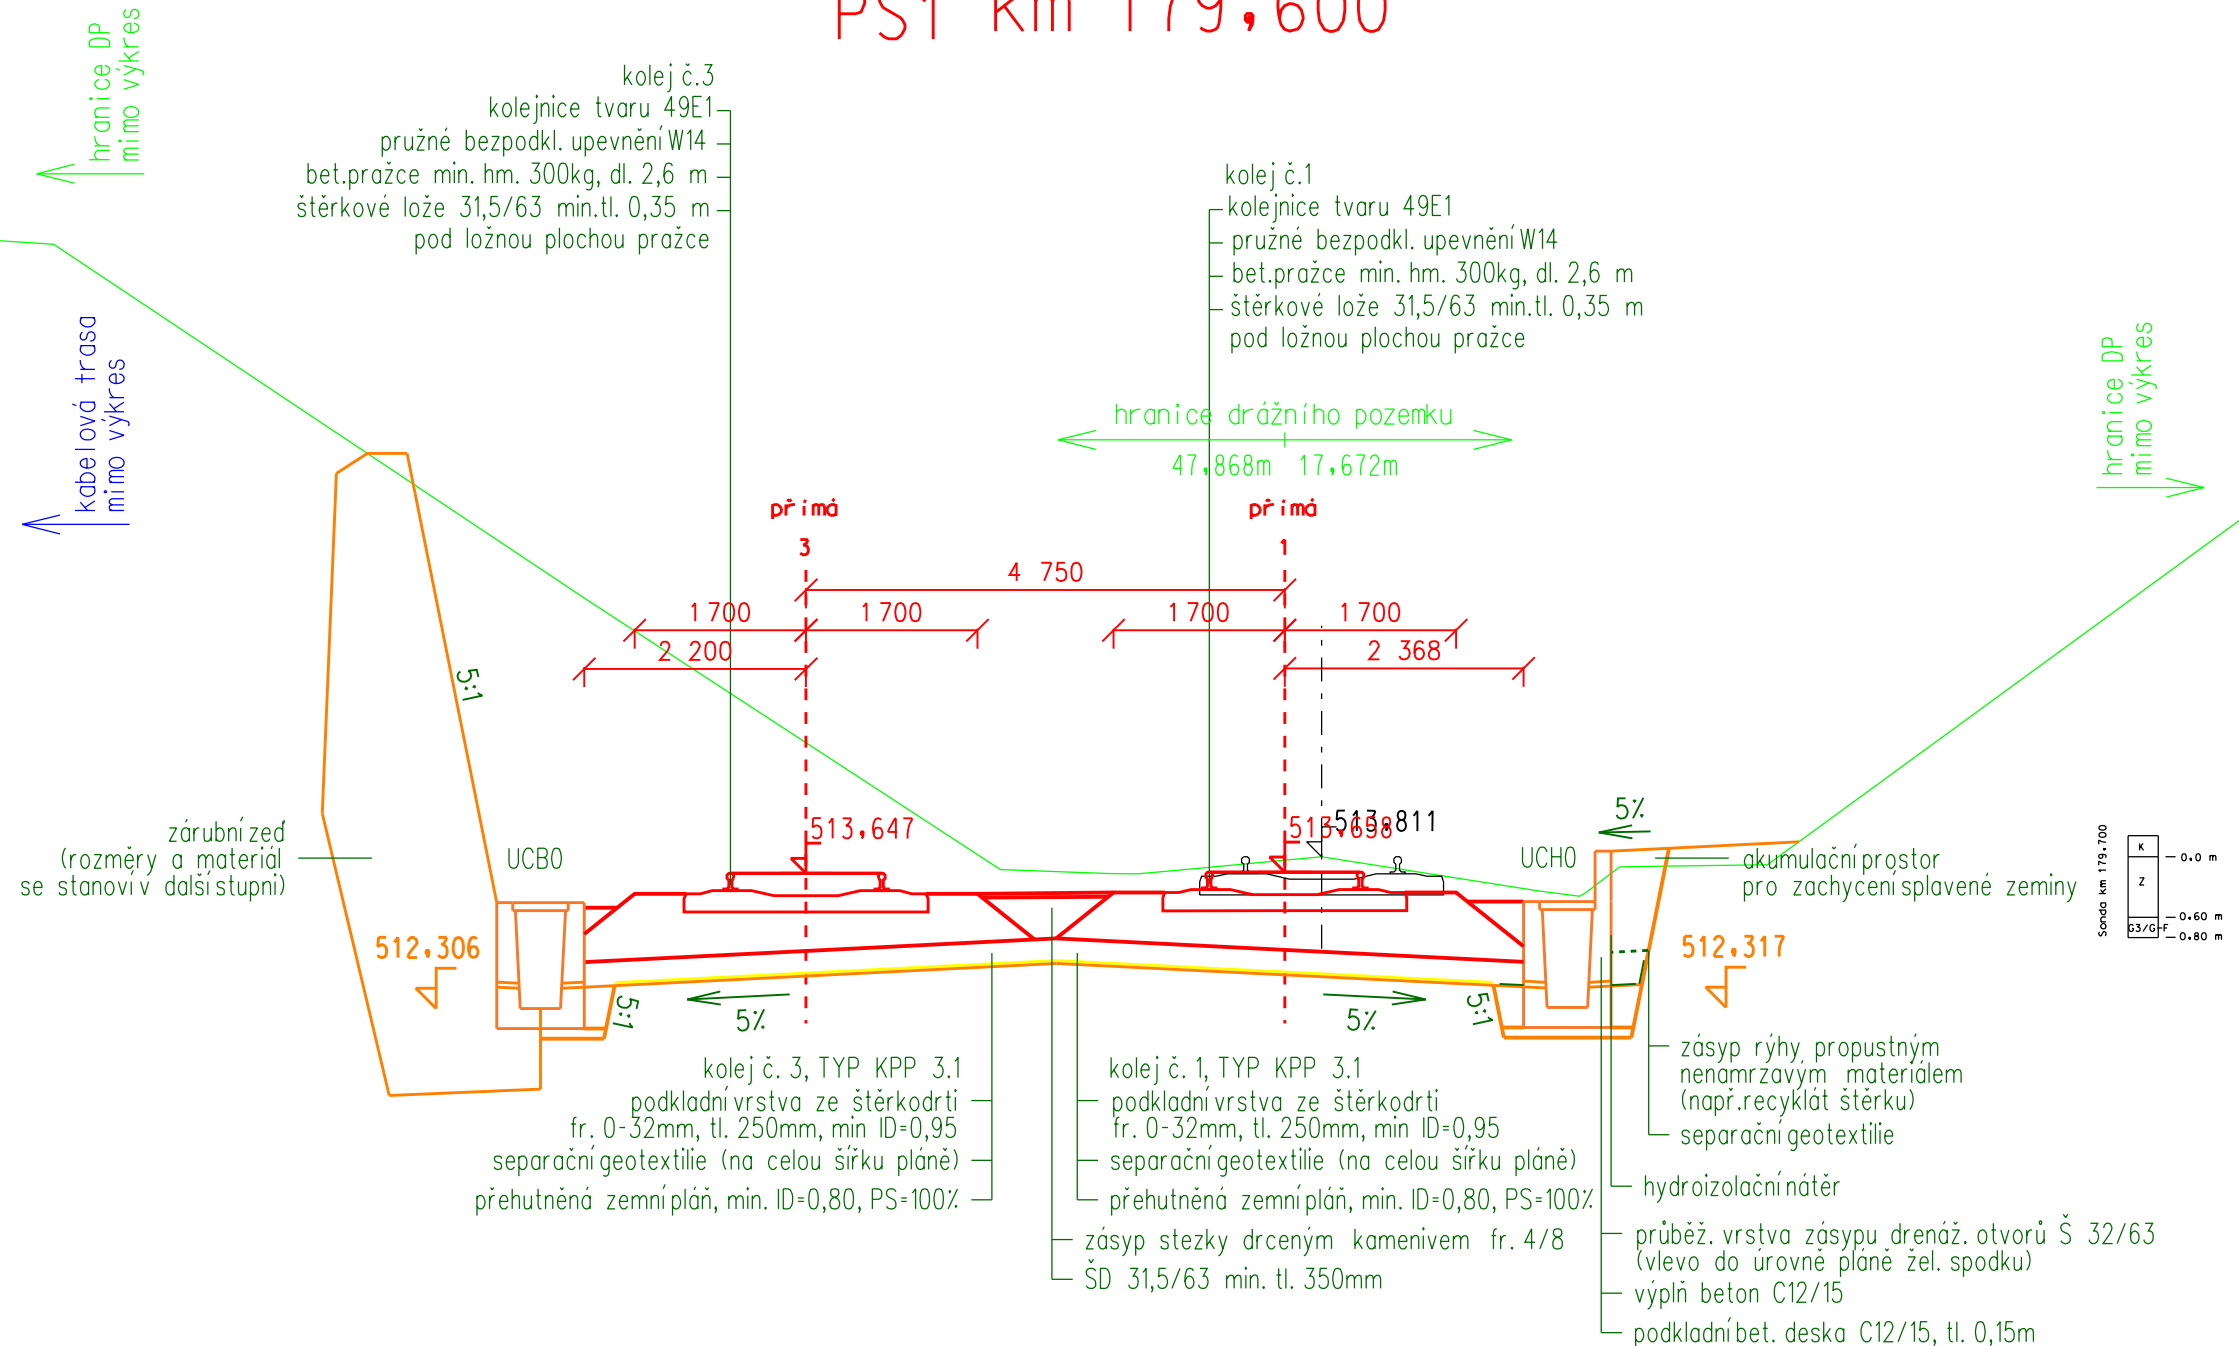 PS1 km 179,600
hranice DP
mimo výkres
kolej č.3
kolejnice tvaru 49E1
pružné bezpodkl. upevnění W14
bet.pražce min. hm. 300kg, dl. 2,6 m
štěrkové lože 31,5/63 min.tl. 0,35 m
pod ložnou plochou pražce
kolej č.1
kolejnice tvaru 49E1
pružné bezpodkl. upevnění W14
bet.pražce min. hm. 300kg, dl. 2,6 m
štěrkové lože 31,5/63 min.tl. 0,35 m
pod ložnou plochou pražce
kabelová trasa
mimo výkres
hranice DP
mimo výkres
hranice drážního pozemku
47,868m 17,672m
přímá
přímá
3
1
4 750
1700
1700
1700
1700
2 200
2 368
5:1
513,647
513,658
513,811
5%
zárubní zeď
(rozměry a materiál
se stanoví v další stupni)
UCB0
UCH0
akumulační prostor
pro zachycení splavené zeminy
Sonda km 179.700
K
Z
G3/G-F
0.0 m
0.60 m
0.80 m
512,306
512,317
5:1
5%
5%
5:1
kolej č. 3, TYP KPP 3.1
podkladní vrstva ze štěrkodrti
fr. 0-32mm, tl. 250mm, min ID=0,95
separační geotextilie (na celou šířku pláně)
přehutněná zemní pláň, min. ID=0,80, PS=100%
kolej č. 1, TYP KPP 3.1
podkladní vrstva ze štěrkodrti
fr. 0-32mm, tl. 250mm, min ID=0,95
separační geotextilie (na celou šířku pláně)
přehutněná zemní pláň, min. ID=0,80, PS=100%
zásyp stezky drceným kamenivem fr. 4/8
ŠD 31,5/63 min. tl. 350mm
zásyp rýhy propustným
nenamrzavým materiálem
(např.recyklát štěrku)
separační geotextilie
hydroizolační nátěr
průběž. vrstva zásypu drenáž. otvorů Š 32/63
(vlevo do úrovně pláně žel. spodku)
výplň beton C12/15
podkladní bet. deska C12/15, tl. 0,15m